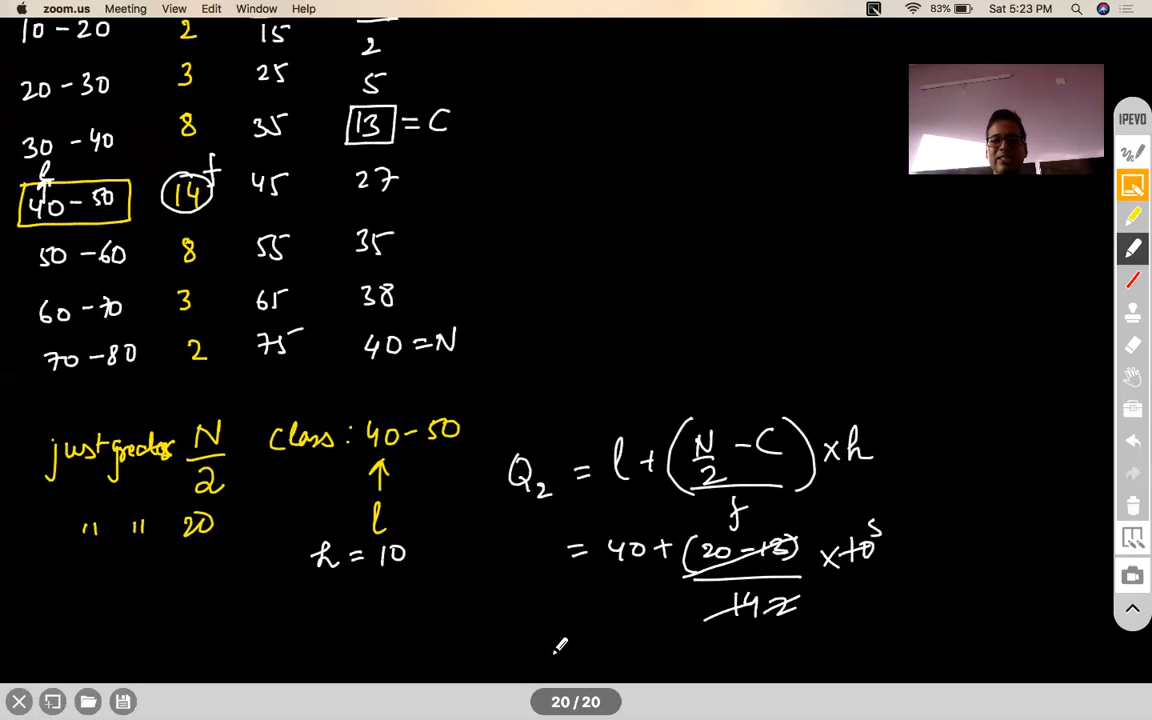 zoom.us Meeting View Edit Window Help 83% Sat 5:23 PM
10-20 2 15 2
20-30 3 25 5
30-40 8 35 13 = C
l f
40-50 14 45 27
50-60 8 55 35
60-70 3 65 38
70-80 2 75 40 = N
IPEVO
just greater N/2 Class : 40-50
" " 20 l
h = 10
Q₂ = l + (N/2 - C) x h
f
= 40 + (20-13) x 10 5
14 2
20 / 20